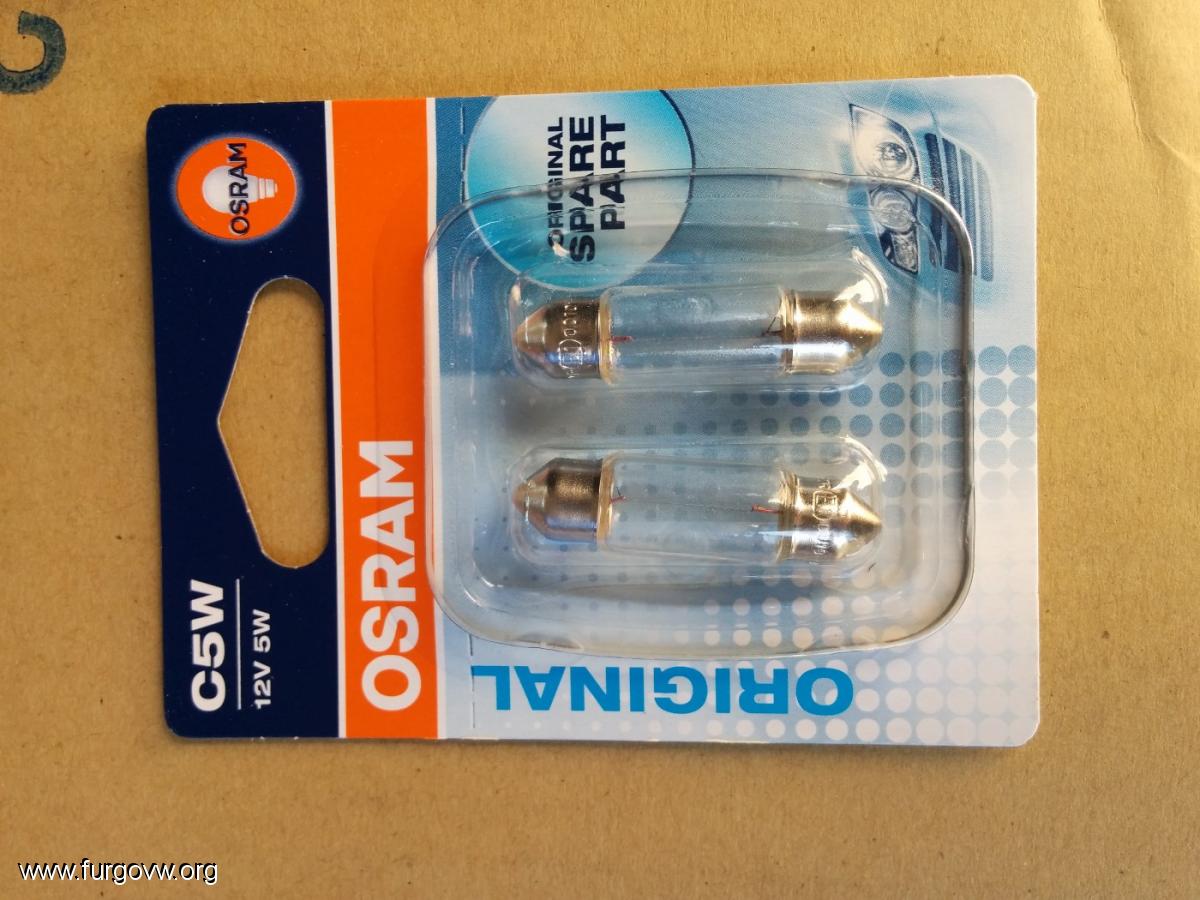 OSRAM
C5W
12V 5W
OSRAM
ORIGINAL
SPARE
PART
ORIGINAL
www.furgovw.org